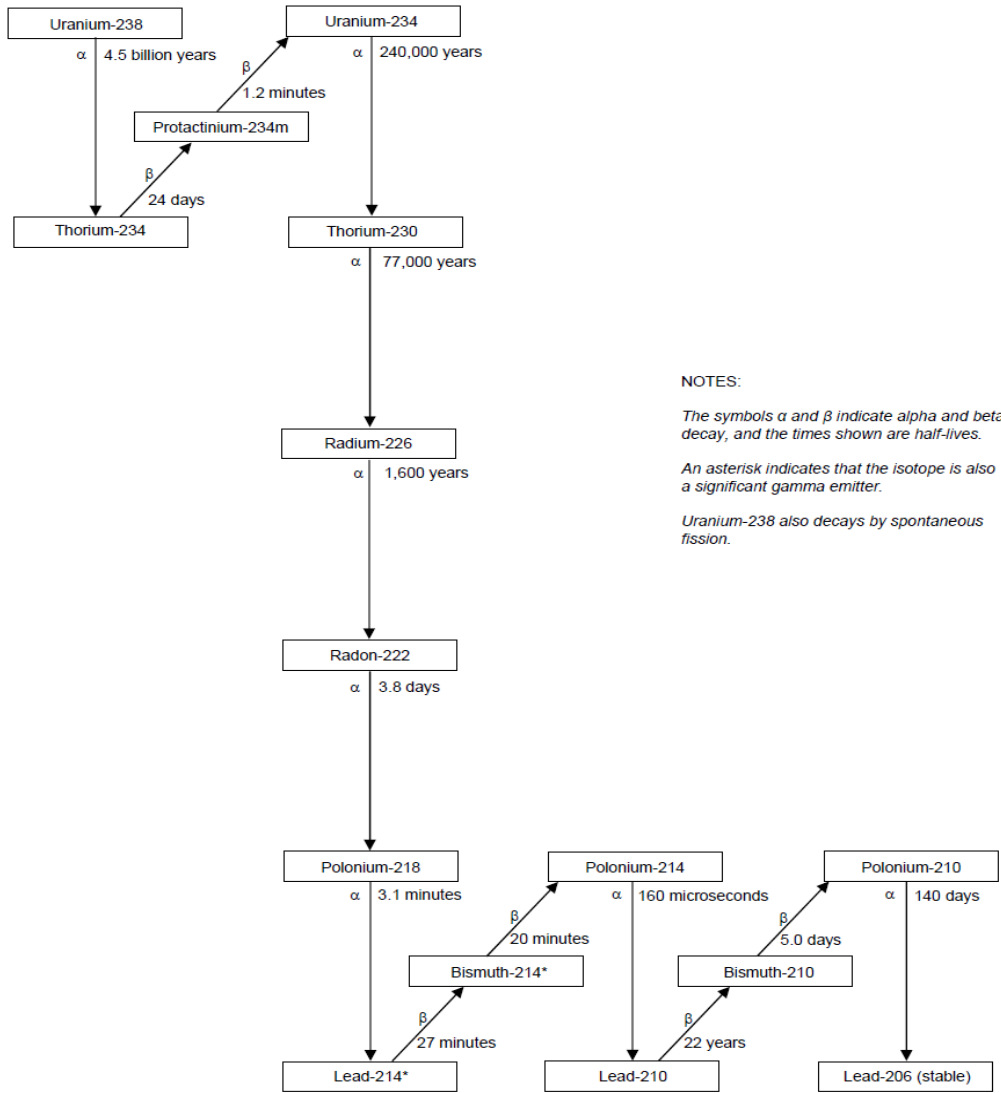 Uranium-238
Uranium-234
α 4.5 billion years
α 240,000 years
β
1.2 minutes
Protactinium-234m
β
24 days
Thorium-234
Thorium-230
α 77,000 years
NOTES:
The symbols α and β indicate alpha and beta
decay, and the times shown are half-lives.
An asterisk indicates that the isotope is also
a significant gamma emitter.
Uranium-238 also decays by spontaneous
fission.
Radium-226
α 1,600 years
Radon-222
α 3.8 days
Polonium-218
Polonium-214
Polonium-210
α 3.1 minutes
α 160 microseconds
α 140 days
β
20 minutes
β
5.0 days
Bismuth-214*
Bismuth-210
β
27 minutes
β
22 years
Lead-214*
Lead-210
Lead-206 (stable)